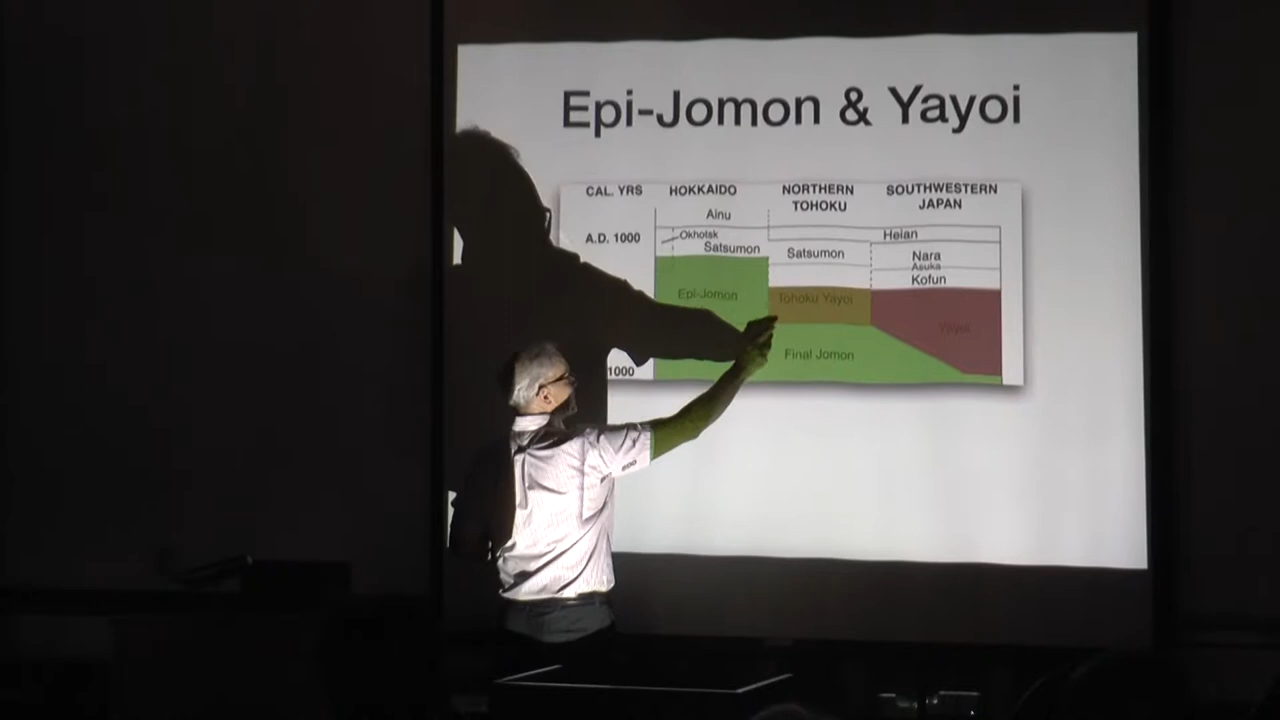 Epi-Jomon & Yayoi
CAL. YRS
HOKKAIDO
NORTHERN
TOHOKU
SOUTHWESTERN
JAPAN
Ainu
A.D. 1000
Okhotsk
Heian
Satsumon
Satsumon
Nara
Asuka
Kofun
Epi-Jomon
Tohoku Yayoi
Yayoi
Final Jomon
1000